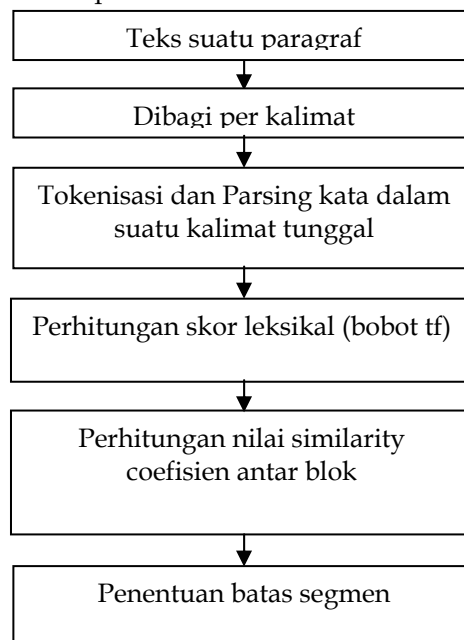 Teks suatu paragraf
Dibagi per kalimat
Tokenisasi dan Parsing kata dalam
suatu kalimat tunggal
Perhitungan skor leksikal (bobot tf)
Perhitungan nilai similarity
coefisien antar blok
Penentuan batas segmen